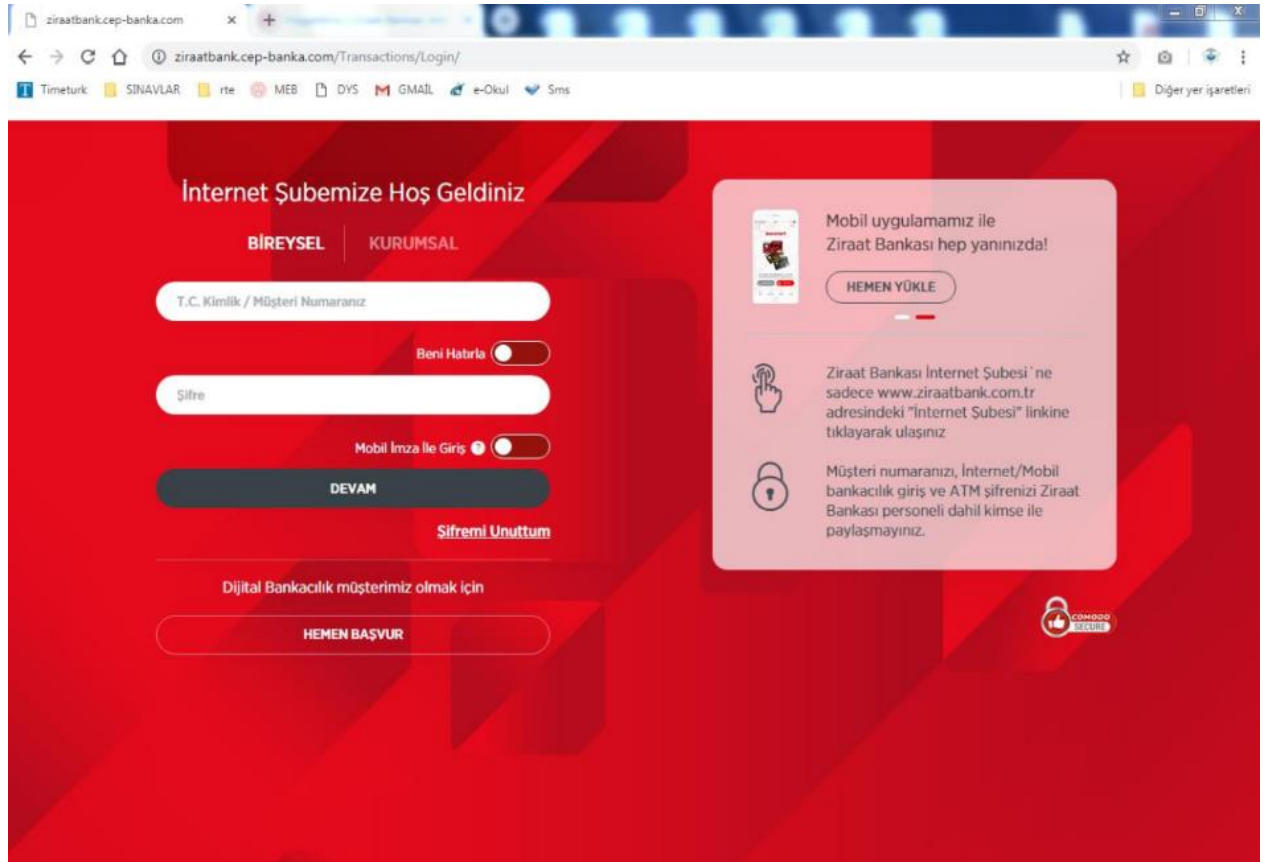 ziraatbank.cep-banka.com
ziraatbank.cep-banka.com/Transactions/Login/
Timeturk SINAVLAR rte MEB DYS GMAİL e-Okul Sms Diğer yer işaretleri
İnternet Şubemize Hoş Geldiniz
BİREYSEL KURUMSAL
T.C. Kimlik / Müşteri Numaranız
Beni Hatırla
Şifre
Mobil İmza İle Giriş ?
DEVAM
Şifremi Unuttum
Dijital Bankacılık müşterimiz olmak için
HEMEN BAŞVUR
Mobil uygulamamız ile
Ziraat Bankası hep yanınızda!
HEMEN YÜKLE
Ziraat Bankası İnternet Şubesi`ne
sadece www.ziraatbank.com.tr
adresindeki "İnternet Şubesi" linkine
tıklayarak ulaşınız
Müşteri numaranızı, İnternet/Mobil
bankacılık giriş ve ATM şifrenizi Ziraat
Bankası personeli dahil kimse ile
paylaşmayınız.
COMODO
SECURE